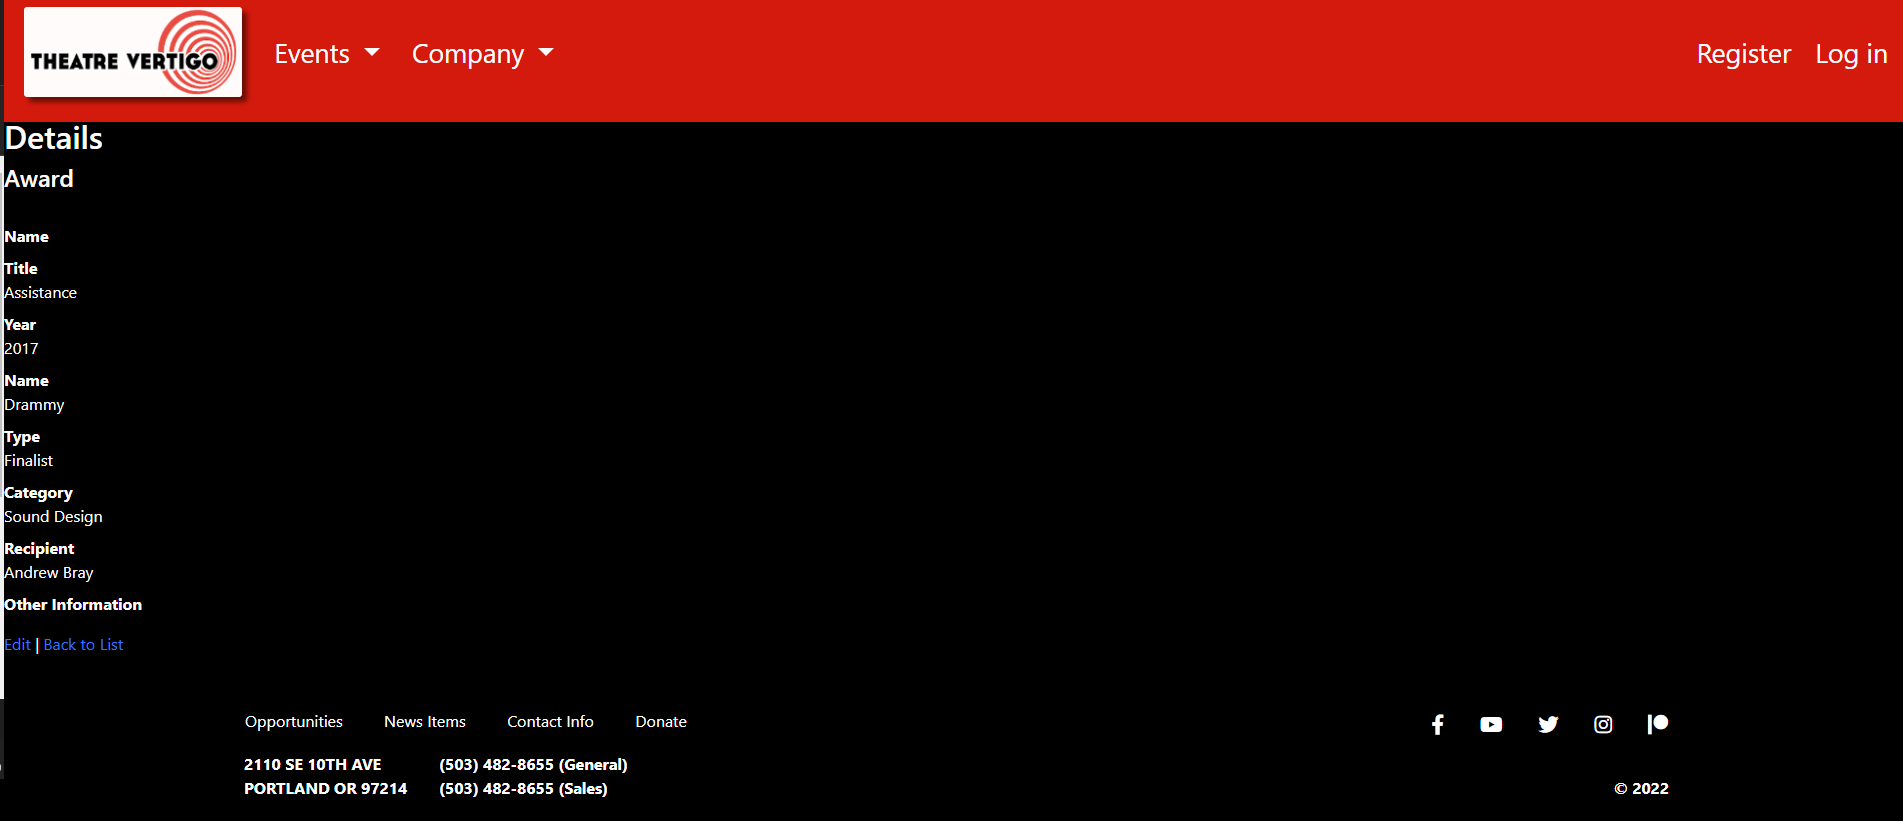 THEATRE VERTIGO
Events
Company
Register
Log in
Details
Award
Name
Title
Assistance
Year
2017
Name
Drammy
Type
Finalist
Category
Sound Design
Recipient
Andrew Bray
Other Information
Edit | Back to List
Opportunities
News Items
Contact Info
Donate
2110 SE 10TH AVE
PORTLAND OR 97214
(503) 482-8655 (General)
(503) 482-8655 (Sales)
© 2022